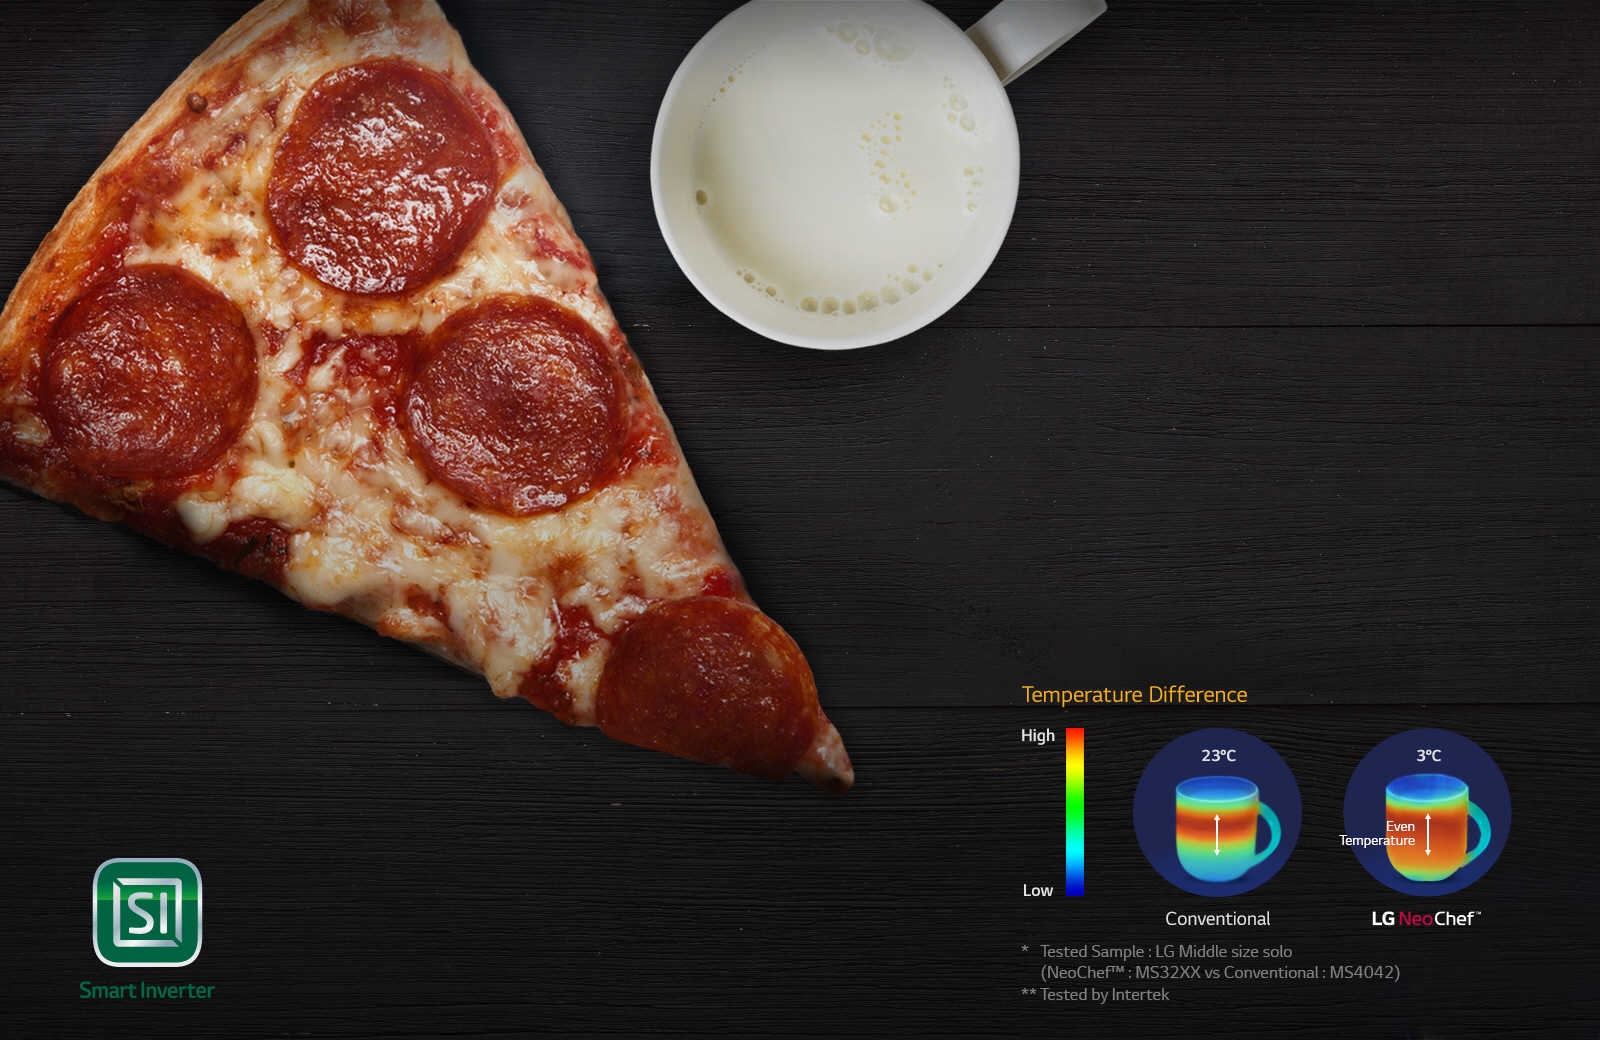 Temperature Difference
High
Low
23°C
3°C
Even
Temperature
Conventional
LG NeoChef™
* Tested Sample : LG Middle size solo
(NeoChef™ : MS32XX vs Conventional : MS4042)
** Tested by Intertek
SI
Smart Inverter